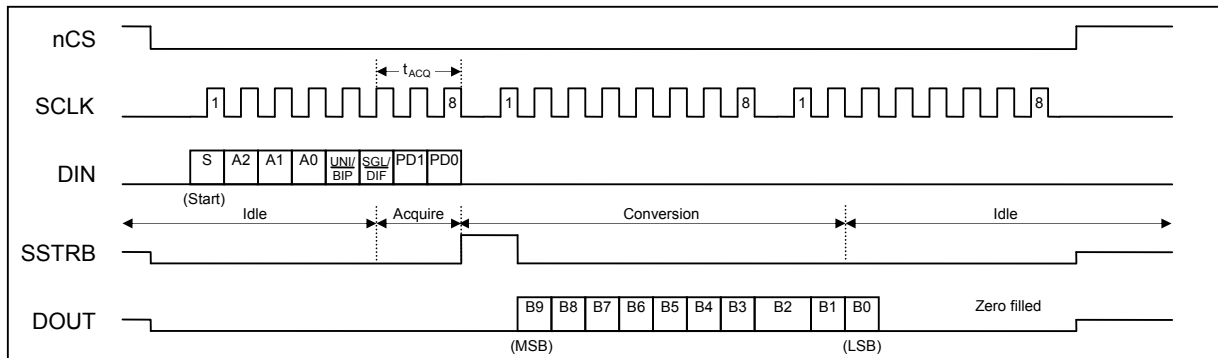 nCS
t_ACQ
SCLK 1 8 1 8 1 8
DIN S A2 A1 A0 UNI/BIP SGL/DIF PD1 PD0
(Start)
Idle Acquire Conversion Idle
SSTRB
DOUT B9 B8 B7 B6 B5 B4 B3 B2 B1 B0 Zero filled
(MSB) (LSB)